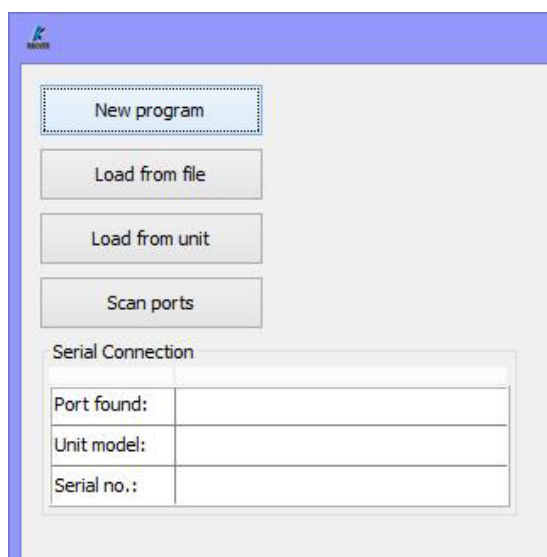 New program
Load from file
Load from unit
Scan ports
Serial Connection
Port found:
Unit model:
Serial no.: